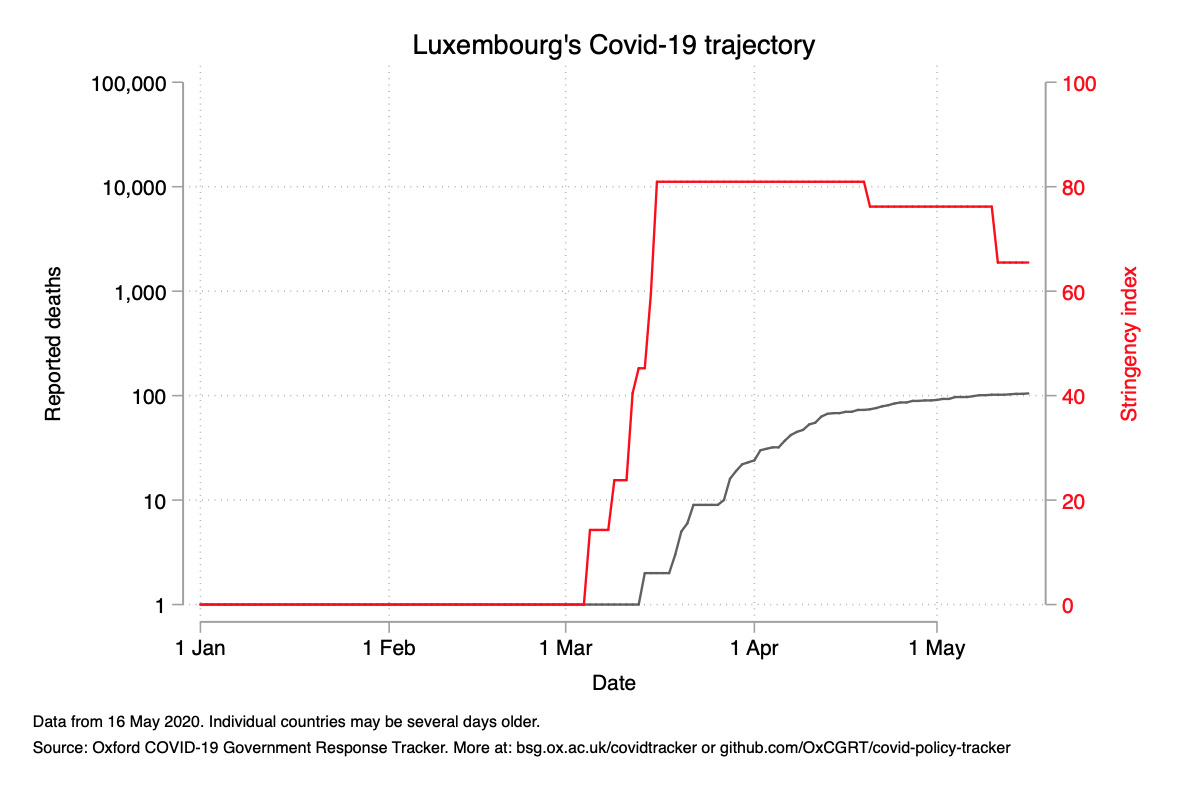 Luxembourg's Covid-19 trajectory
100,000
10,000
1,000
100
10
1
Reported deaths
100
80
60
40
20
0
Stringency index
1 Jan
1 Feb
1 Mar
1 Apr
1 May
Date
Data from 16 May 2020. Individual countries may be several days older.
Source: Oxford COVID-19 Government Response Tracker. More at: bsg.ox.ac.uk/covidtracker or github.com/OxCGRT/covid-policy-tracker